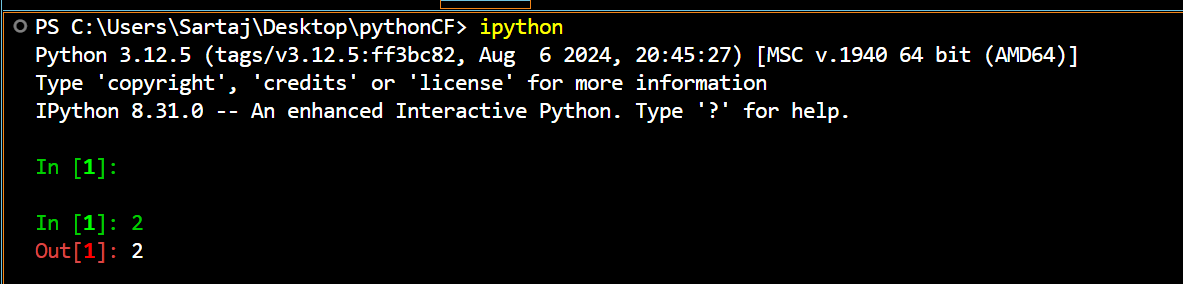 PS C:\Users\Sartaj\Desktop\pythonCF> ipython
Python 3.12.5 (tags/v3.12.5:ff3bc82, Aug  6 2024, 20:45:27) [MSC v.1940 64 bit (AMD64)]
Type 'copyright', 'credits' or 'license' for more information
IPython 8.31.0 -- An enhanced Interactive Python. Type '?' for help.
In [1]:
In [1]: 2
Out[1]: 2